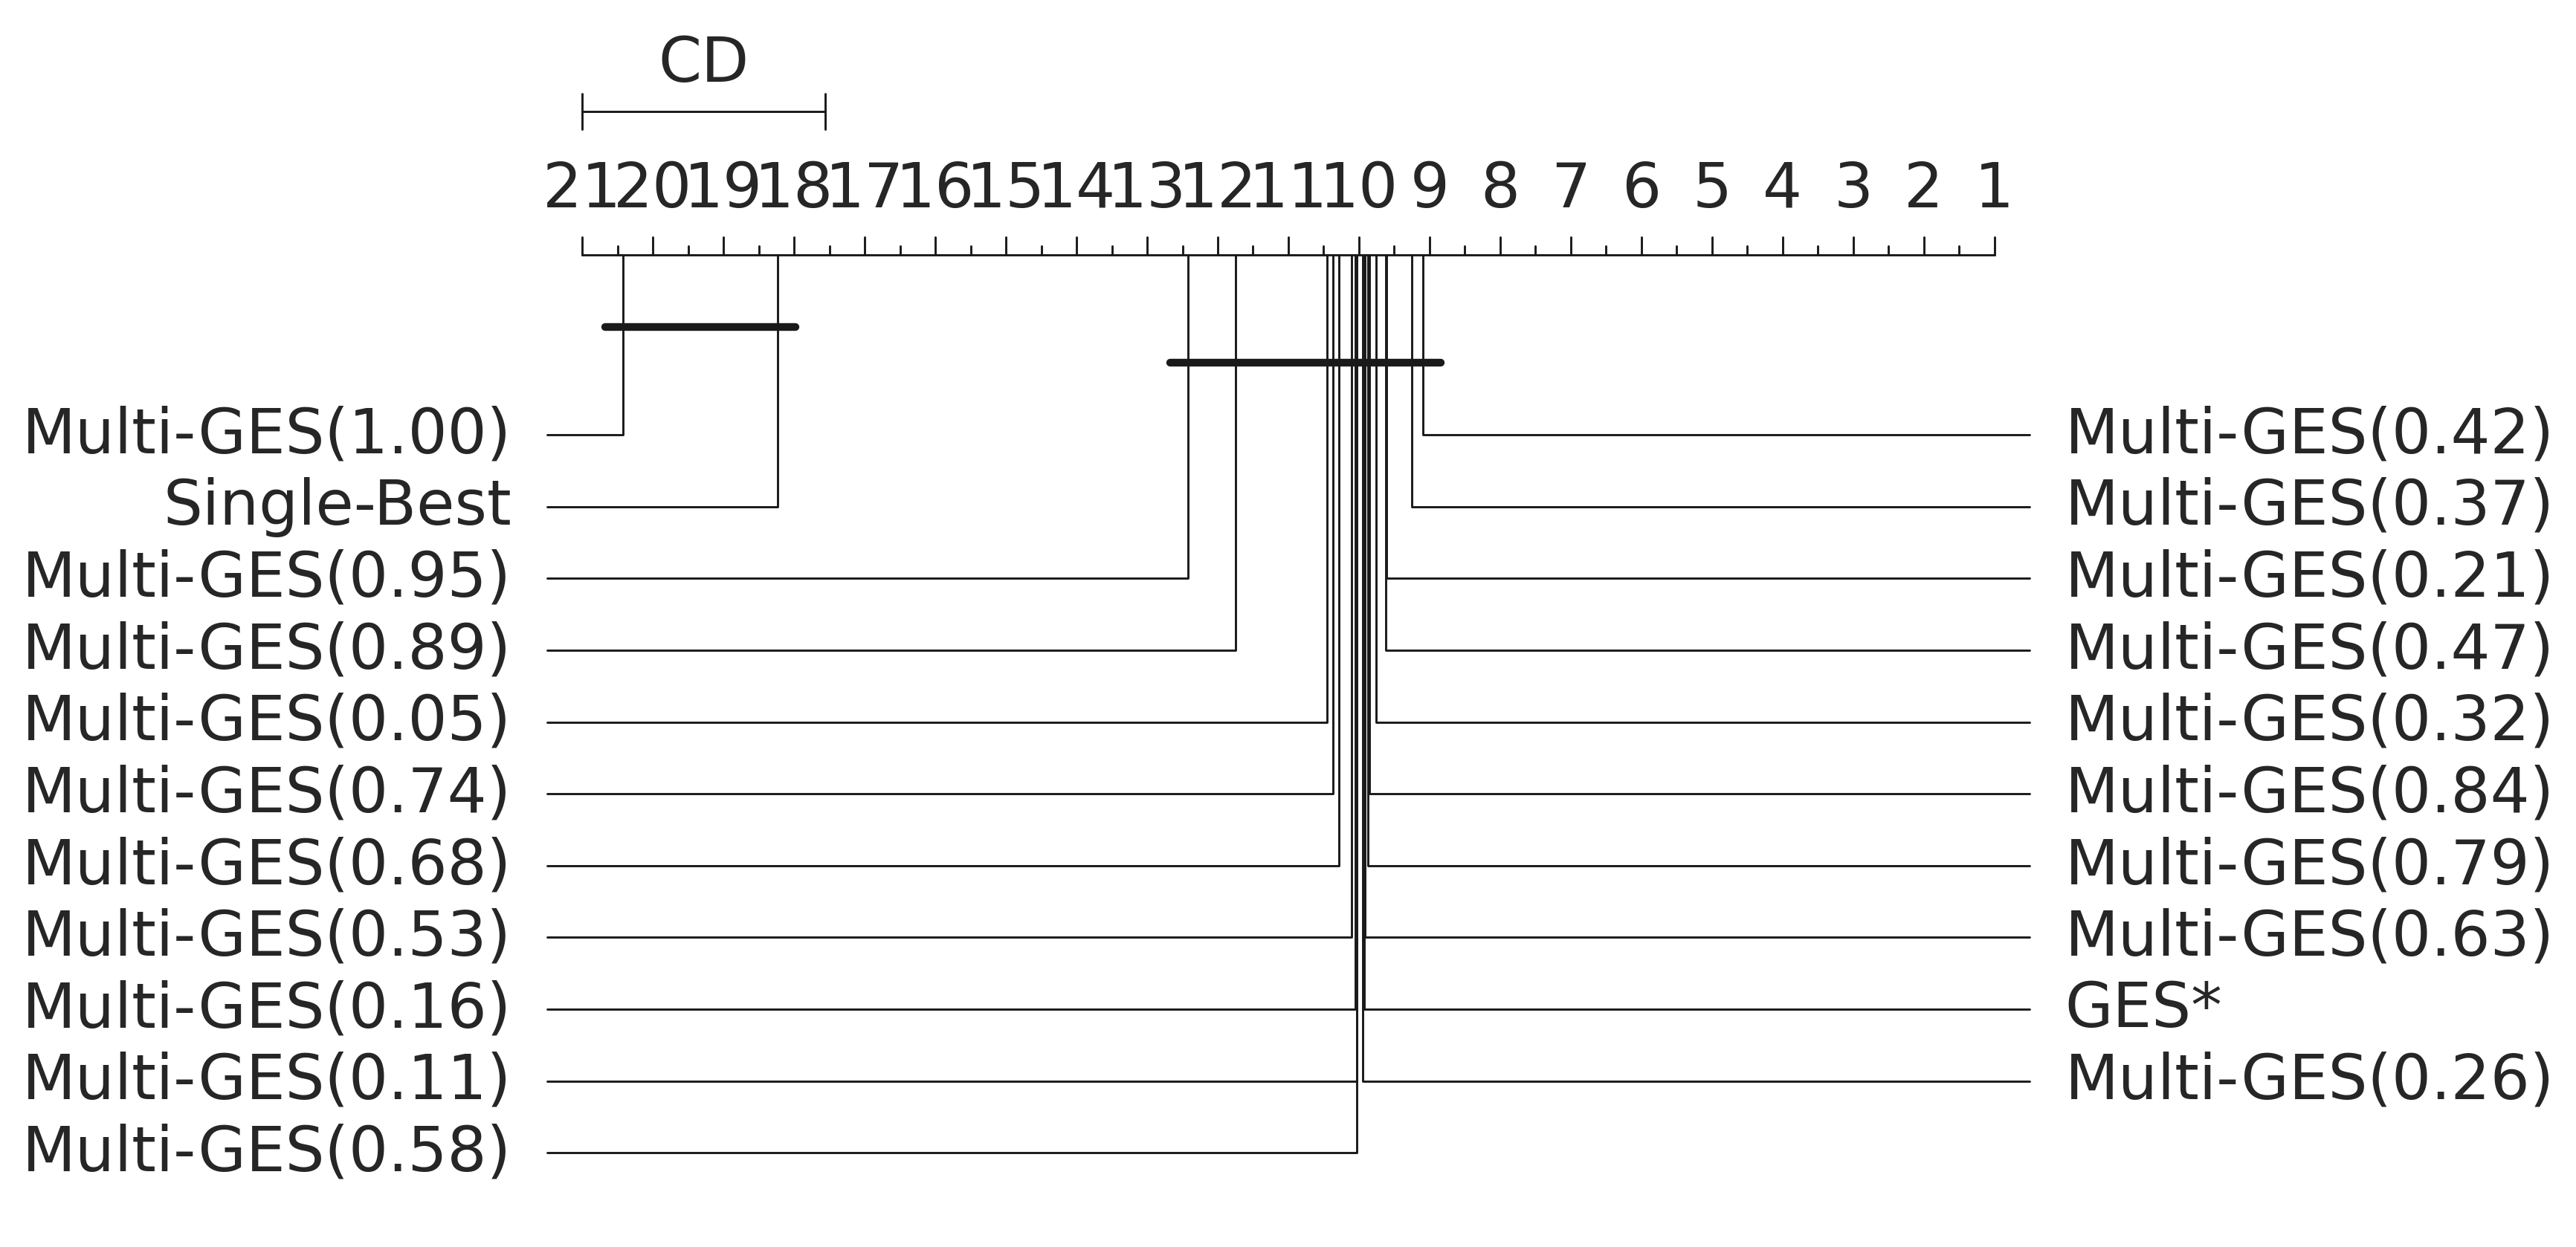 CD
21 20 19 18 17 16 15 14 13 12 11 10 9 8 7 6 5 4 3 2 1
Multi-GES(1.00) Multi-GES(0.42)
Single-Best Multi-GES(0.37)
Multi-GES(0.95) Multi-GES(0.21)
Multi-GES(0.89) Multi-GES(0.47)
Multi-GES(0.05) Multi-GES(0.32)
Multi-GES(0.74) Multi-GES(0.84)
Multi-GES(0.68) Multi-GES(0.79)
Multi-GES(0.53) Multi-GES(0.63)
Multi-GES(0.16) GES*
Multi-GES(0.11) Multi-GES(0.26)
Multi-GES(0.58)